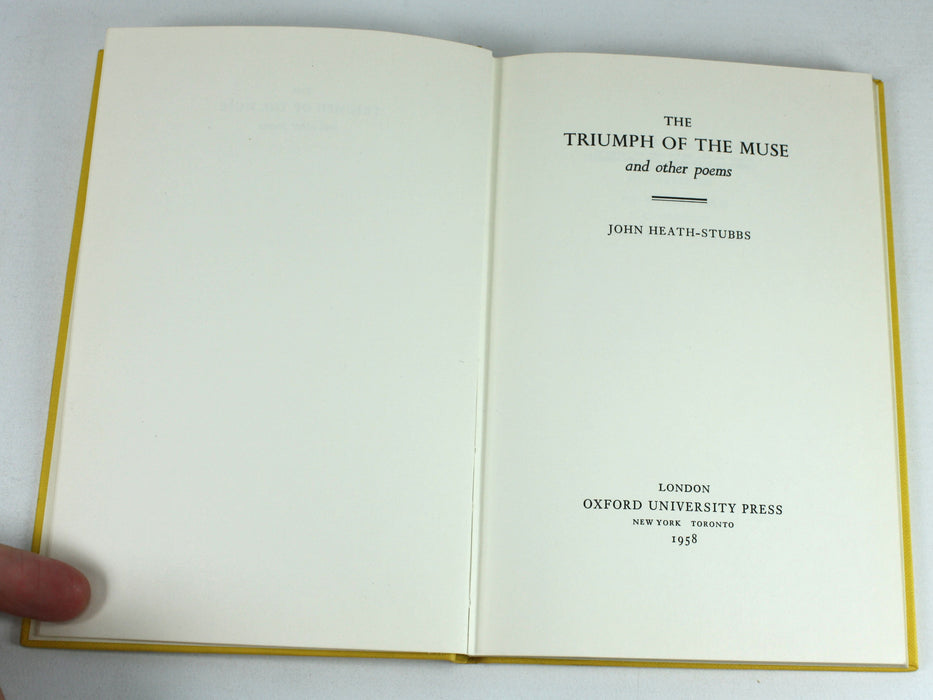 THE
TRIUMPH OF THE MUSE
and other poems
JOHN HEATH-STUBBS
LONDON
OXFORD UNIVERSITY PRESS
NEW YORK TORONTO
1958